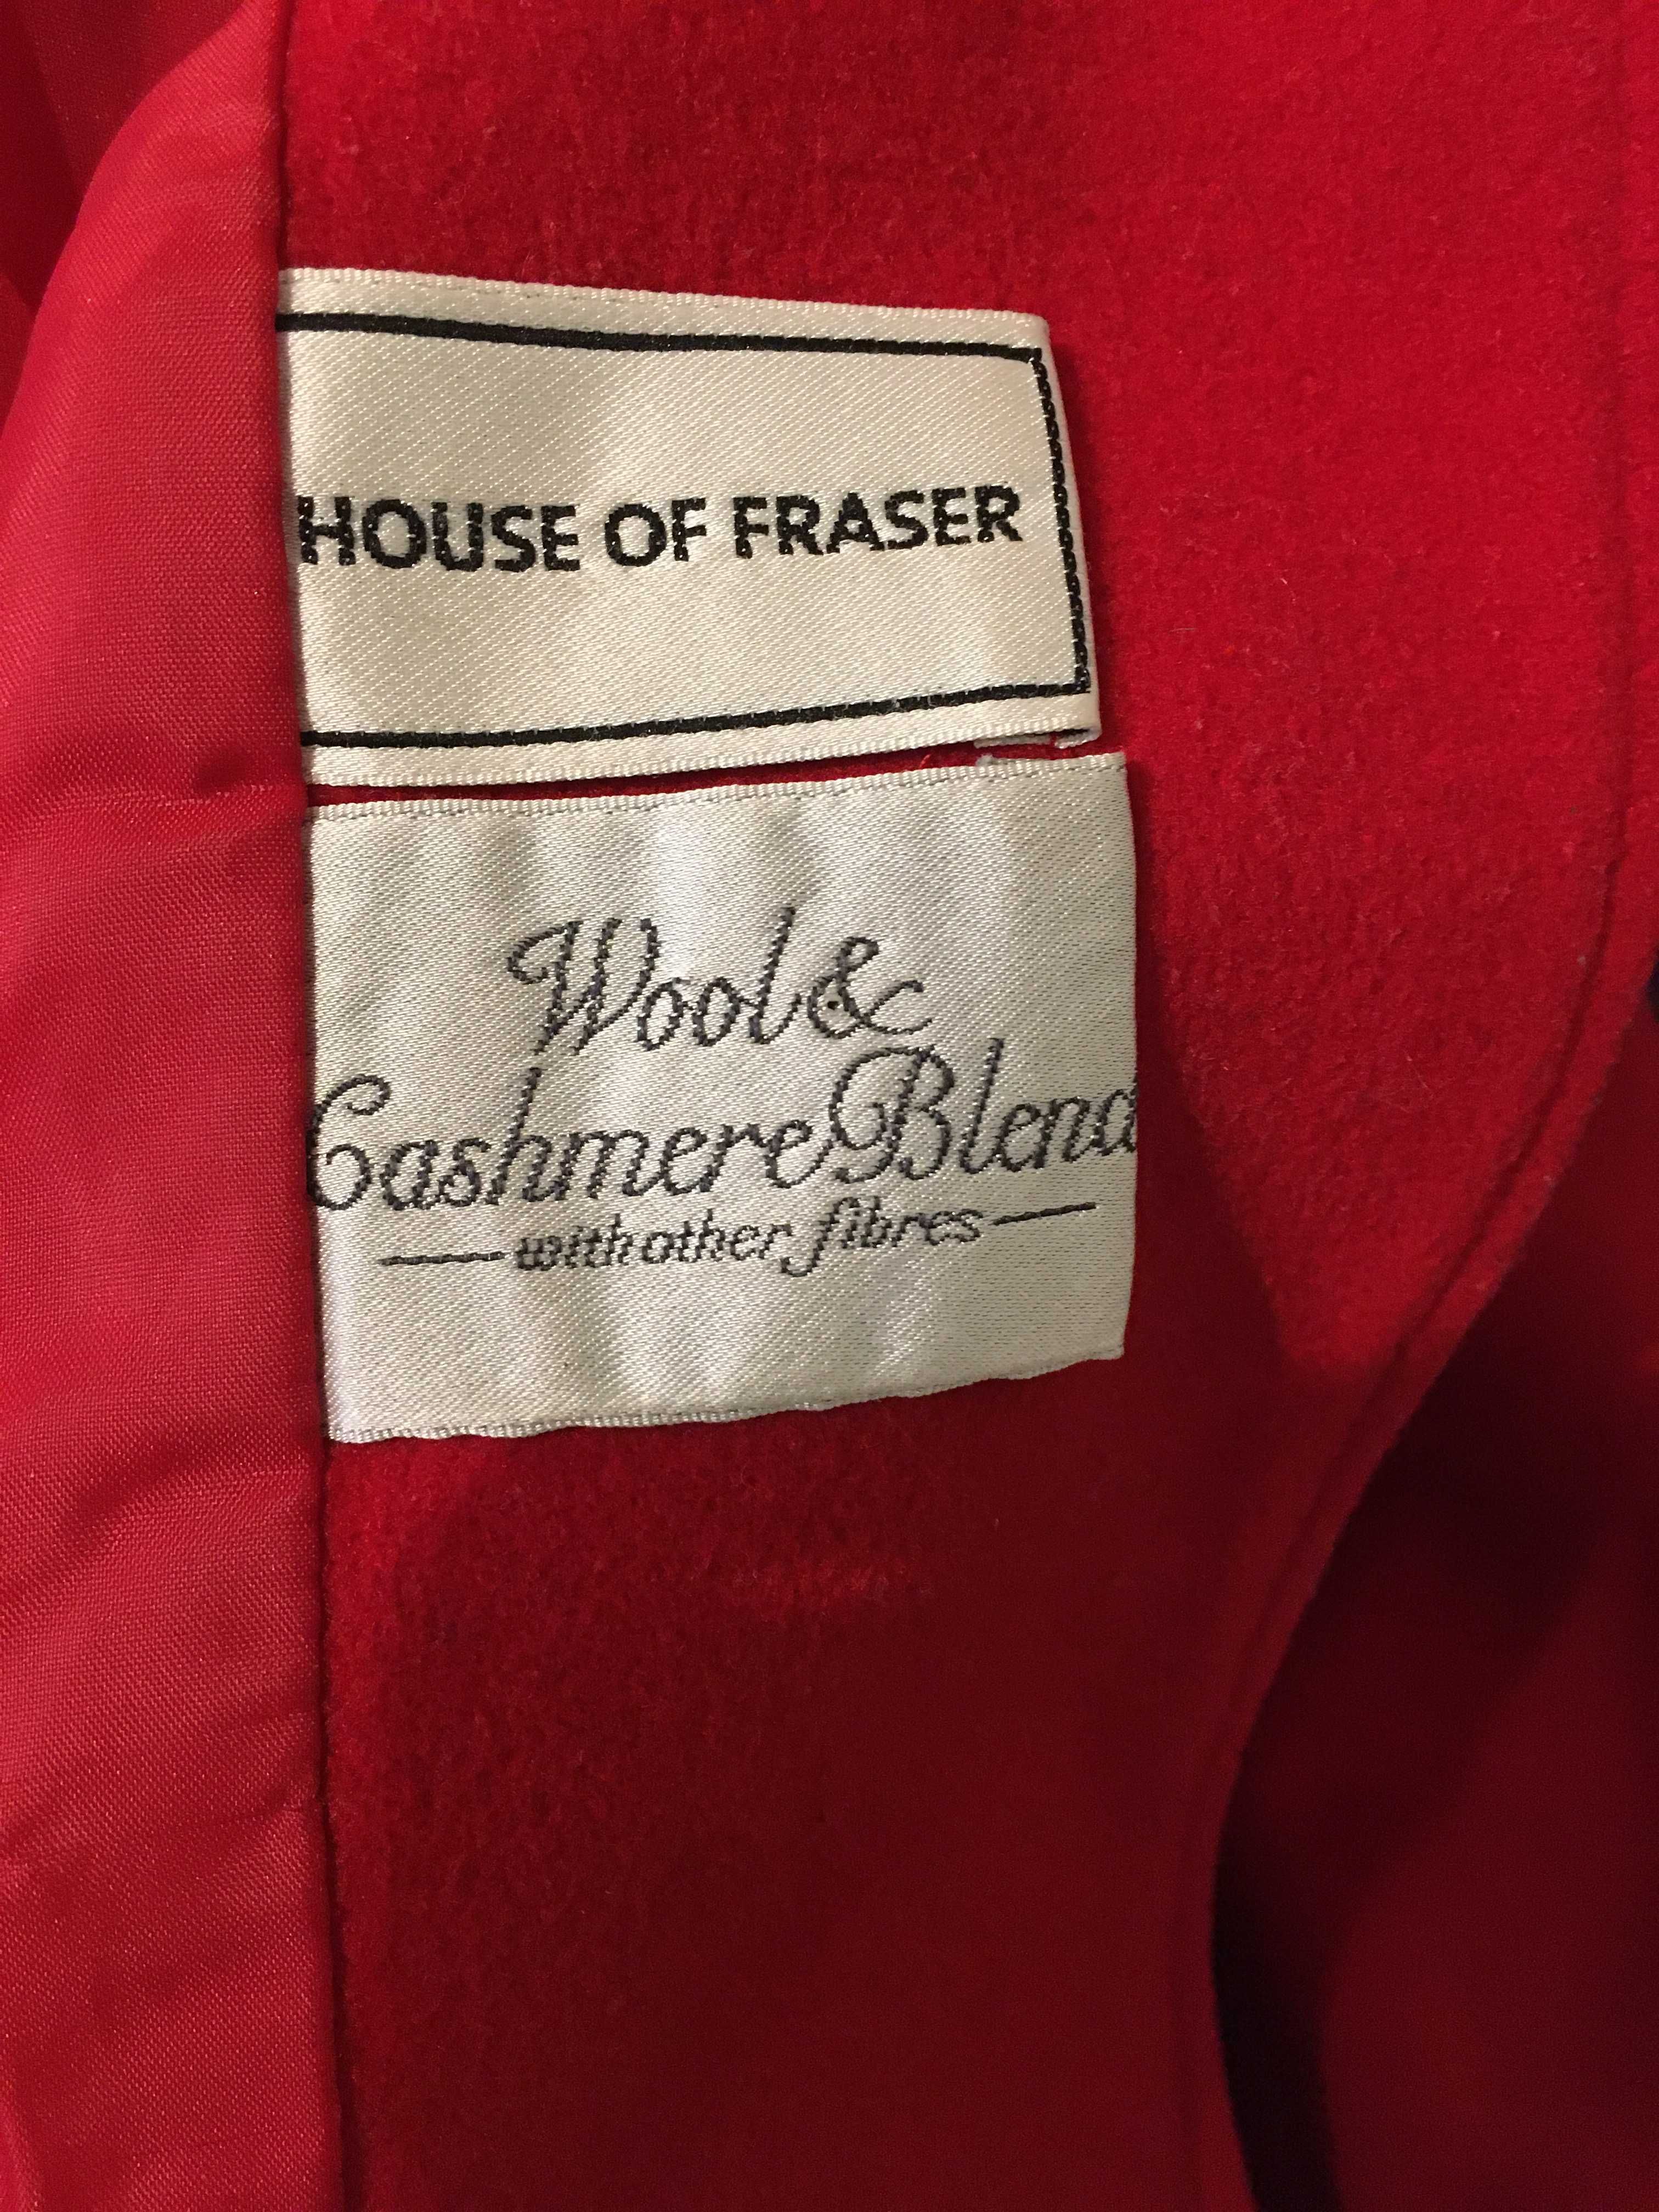 HOUSE OF FRASER
Wool &
Cashmere Blend
with other fibres